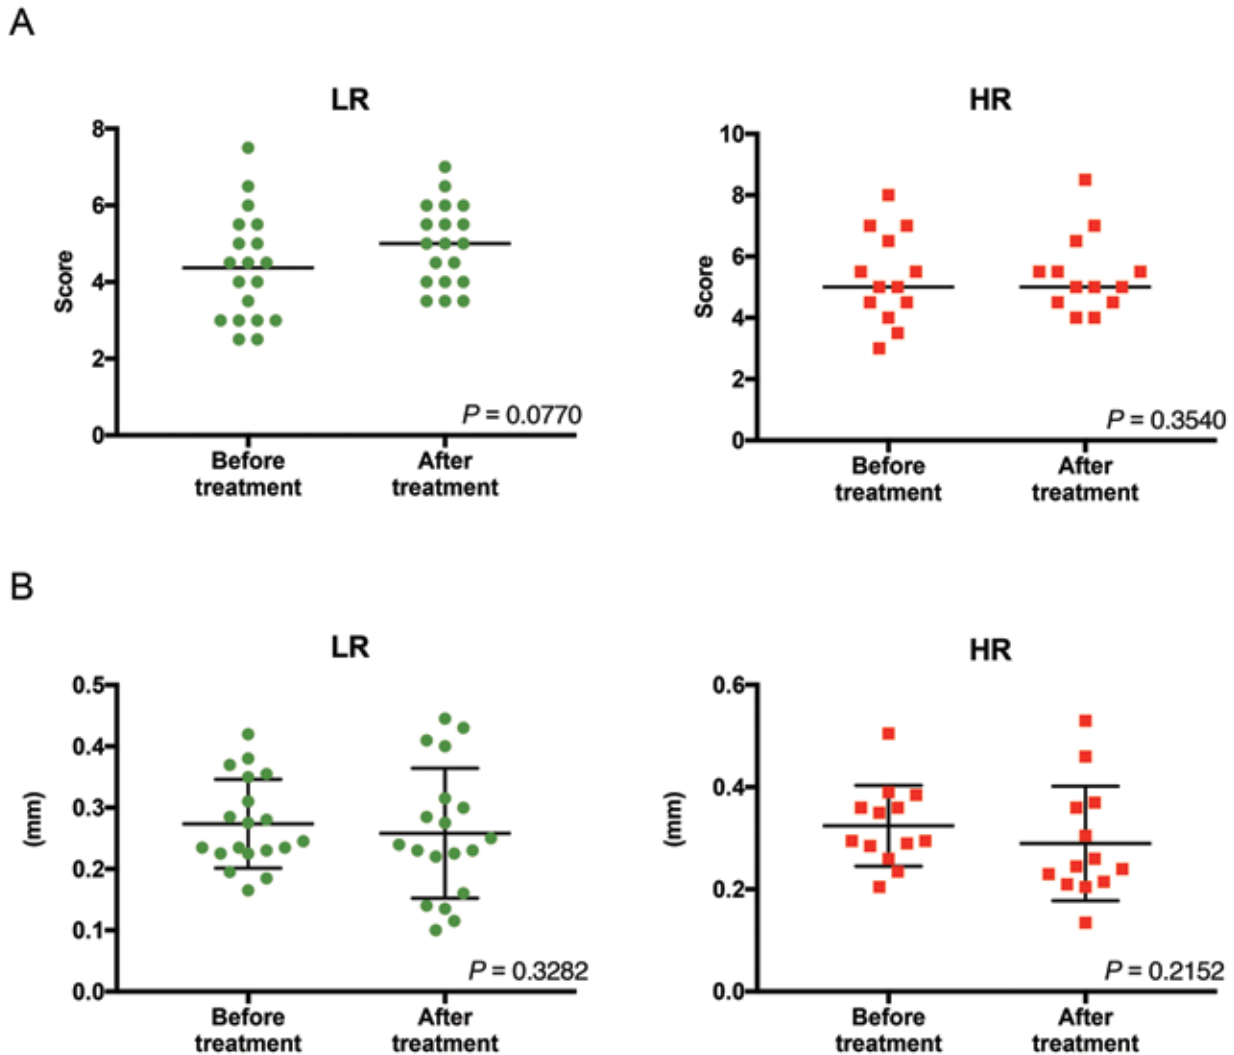 A
LR
HR
8
6
4
2
0
Score
P = 0.0770
Before
treatment
After
treatment
10
8
6
4
2
0
Score
P = 0.3540
Before
treatment
After
treatment
B
LR
HR
0.5
0.4
0.3
0.2
0.1
0.0
(mm)
P = 0.3282
Before
treatment
After
treatment
0.6
0.4
0.2
0.0
(mm)
P = 0.2152
Before
treatment
After
treatment